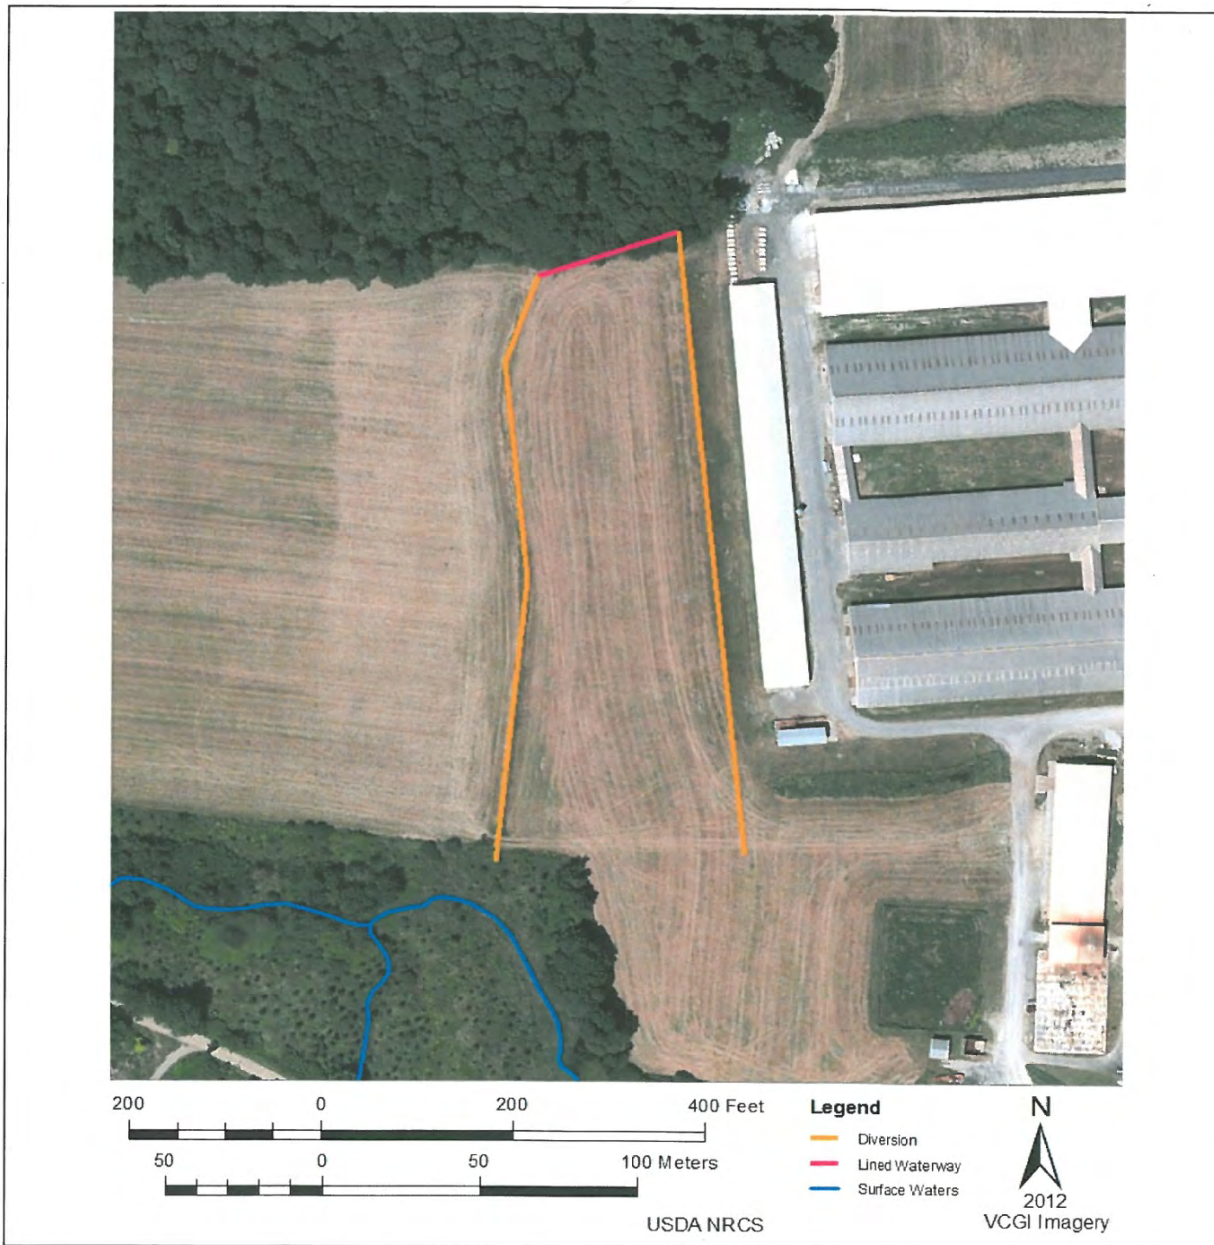 200 0 200 400 Feet
50 0 50 100 Meters
USDA NRCS
Legend
Diversion
Lined Waterway
Surface Waters
N
2012
VCGI Imagery